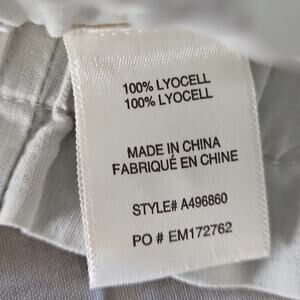 100% LYOCELL
100% LYOCELL
MADE IN CHINA
FABRIQUÉ EN CHINE
STYLE# A496860
PO # EM172762